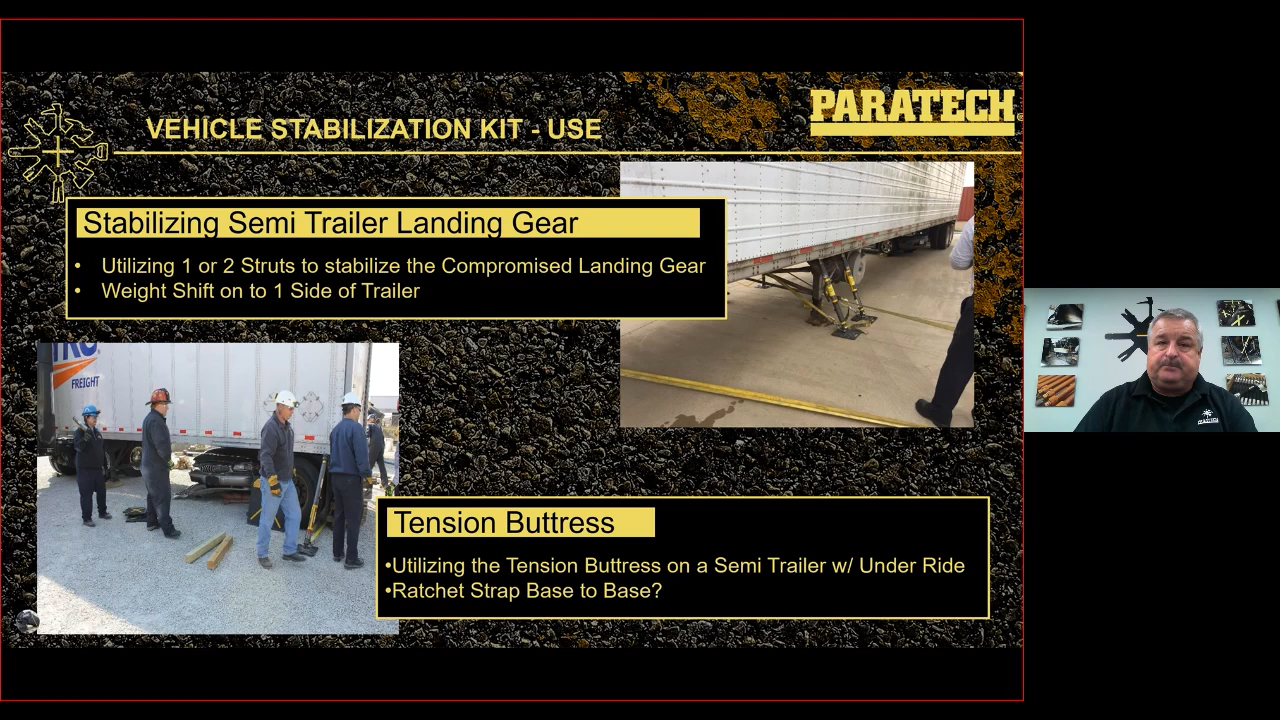 VEHICLE STABILIZATION KIT - USE
PARATECH
Stabilizing Semi Trailer Landing Gear
• Utilizing 1 or 2 Struts to stabilize the Compromised Landing Gear
• Weight Shift on to 1 Side of Trailer
FREIGHT
Tension Buttress
•Utilizing the Tension Buttress on a Semi Trailer w/ Under Ride
•Ratchet Strap Base to Base?